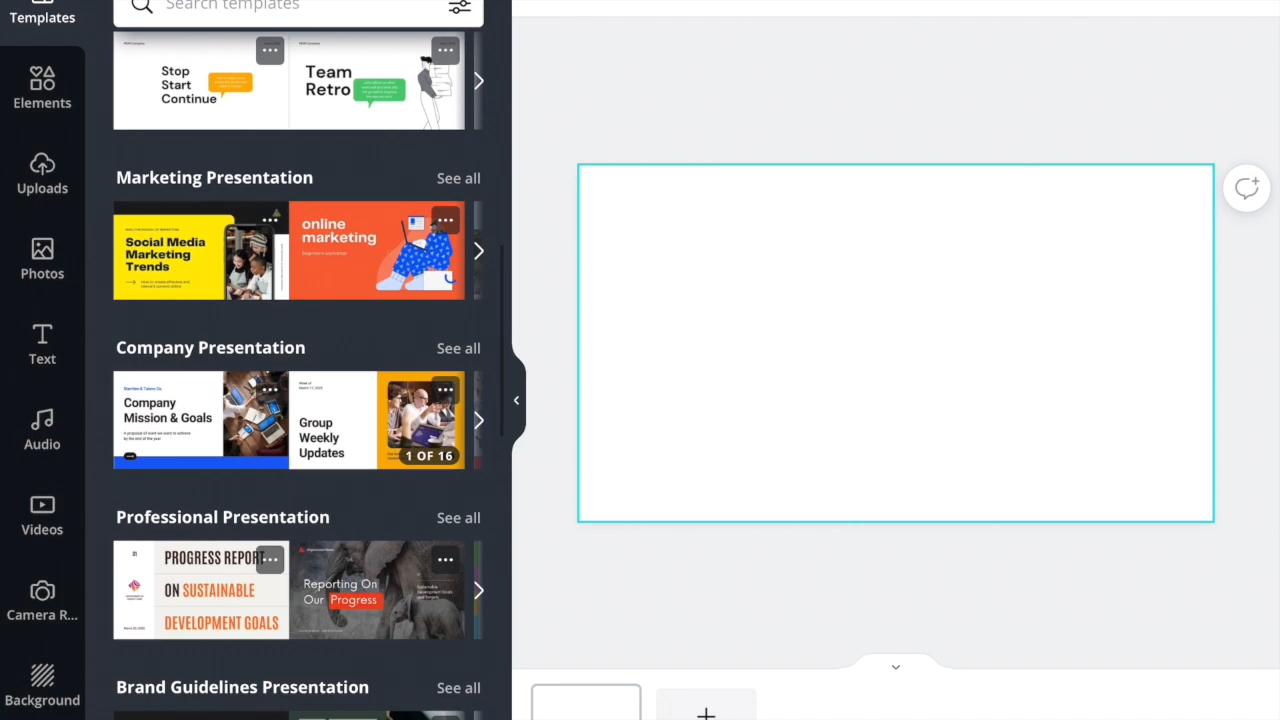 Templates
Search templates
Elements
Uploads
Photos
Text
Audio
Videos
Camera R...
Background
Stop
Start
Continue
Team
Retro
Marketing Presentation
See all
Social Media
Marketing
Trends
online
marketing
Company Presentation
See all
Company
Mission & Goals
Group
Weekly
Updates
1 OF 16
Professional Presentation
See all
PROGRESS REPORT
ON SUSTAINABLE
DEVELOPMENT GOALS
Reporting On
Our Progress
Brand Guidelines Presentation
See all